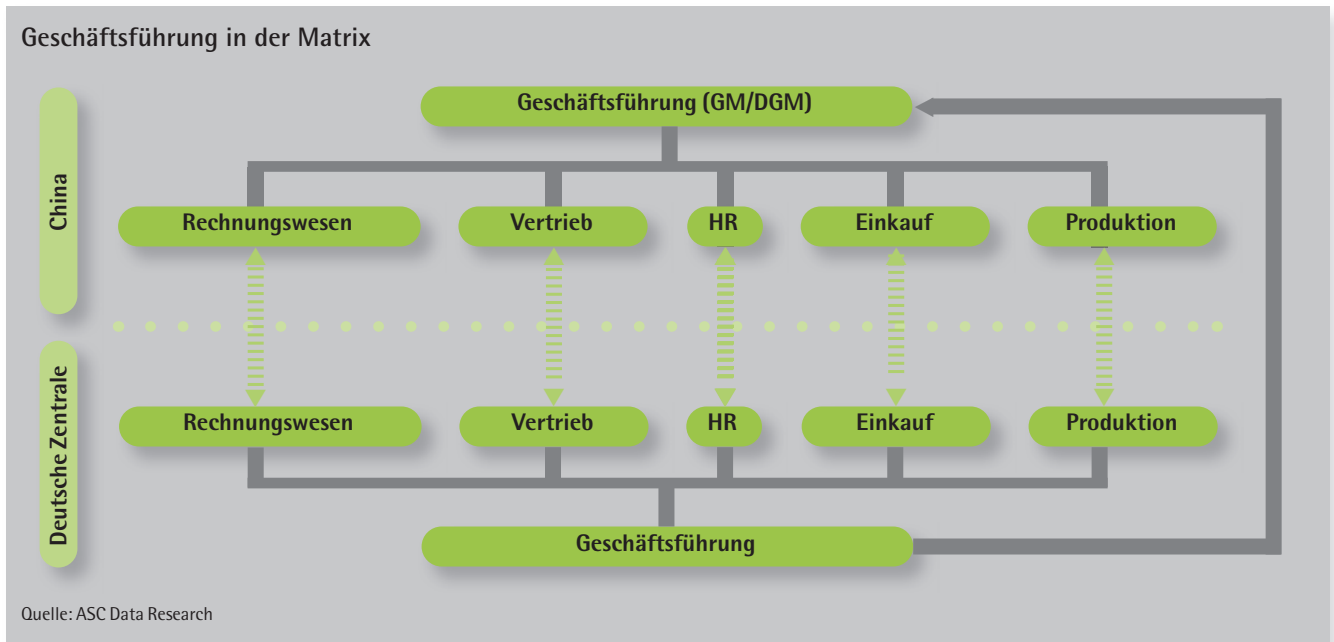 Geschäftsführung in der Matrix
China
Geschäftsführung (GM/DGM)
Rechnungswesen
Vertrieb
HR
Einkauf
Produktion
Deutsche Zentrale
Rechnungswesen
Vertrieb
HR
Einkauf
Produktion
Geschäftsführung
Quelle: ASC Data Research